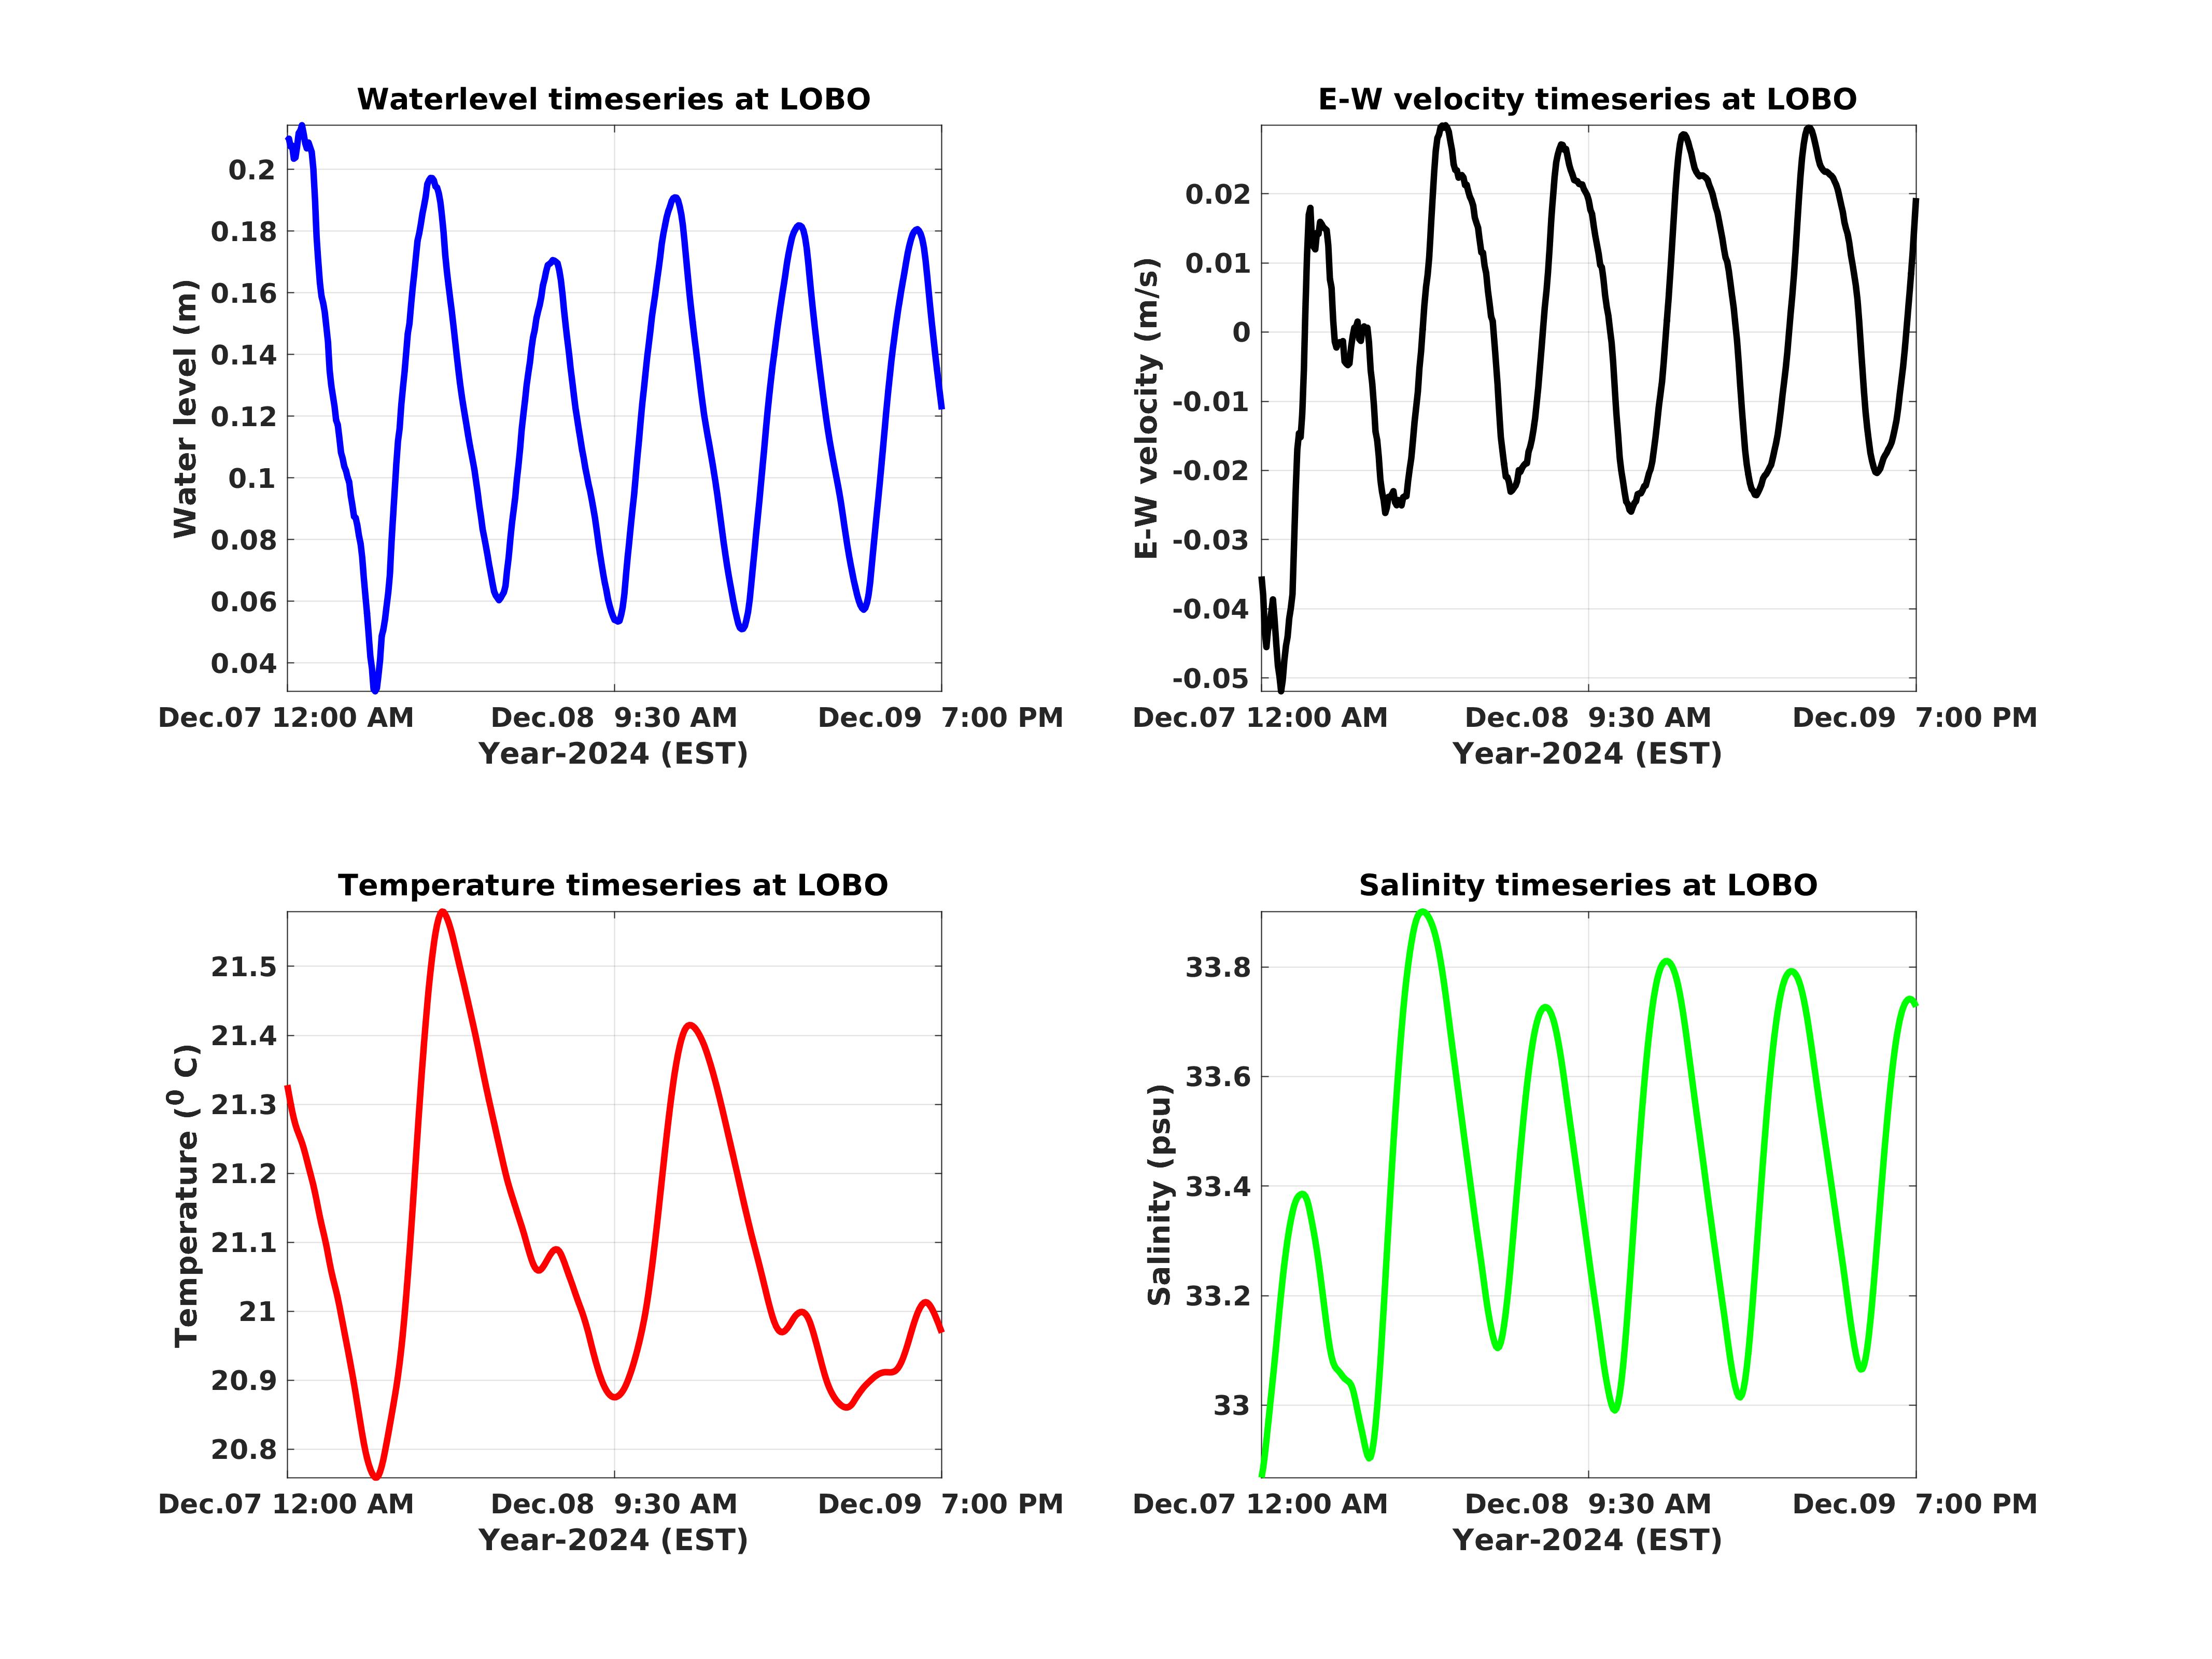 Waterlevel timeseries at LOBO
0.2
0.18
0.16
0.14
0.12
0.1
0.08
0.06
0.04
Water level (m)
Dec.07 12:00 AM Dec.08 9:30 AM Dec.09 7:00 PM
Year-2024 (EST)
E-W velocity timeseries at LOBO
0.02
0.01
0
-0.01
-0.02
-0.03
-0.04
-0.05
E-W velocity (m/s)
Dec.07 12:00 AM Dec.08 9:30 AM Dec.09 7:00 PM
Year-2024 (EST)
Temperature timeseries at LOBO
21.5
21.4
21.3
21.2
21.1
21
20.9
20.8
Temperature (⁰ C)
Dec.07 12:00 AM Dec.08 9:30 AM Dec.09 7:00 PM
Year-2024 (EST)
Salinity timeseries at LOBO
33.8
33.6
33.4
33.2
33
Salinity (psu)
Dec.07 12:00 AM Dec.08 9:30 AM Dec.09 7:00 PM
Year-2024 (EST)